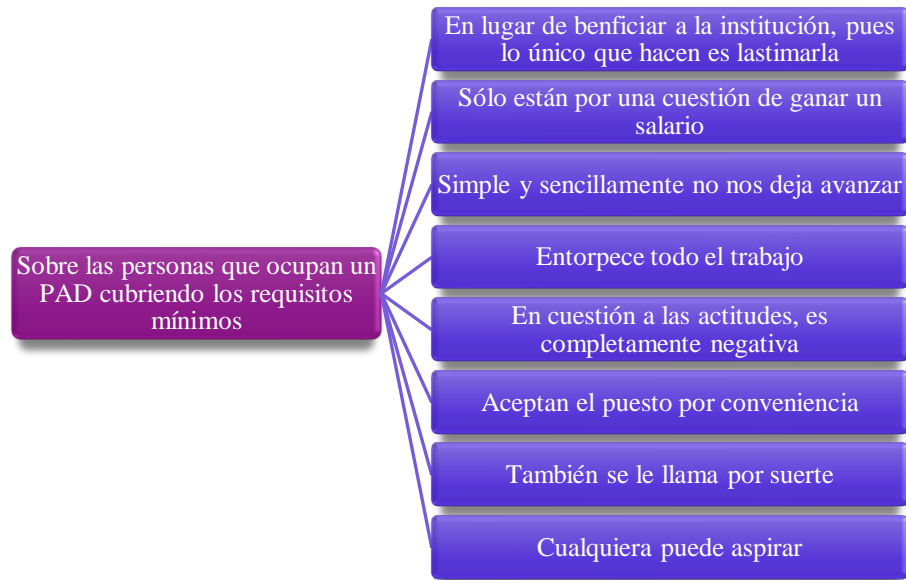 En lugar de benficiar a la institución, pues
lo único que hacen es lastimarla
Sólo están por una cuestión de ganar un
salario
Simple y sencillamente no nos deja avanzar
Sobre las personas que ocupan un
PAD cubriendo los requisitos
mínimos
Entorpece todo el trabajo
En cuestión a las actitudes, es
completamente negativa
Aceptan el puesto por conveniencia
También se le llama por suerte
Cualquiera puede aspirar